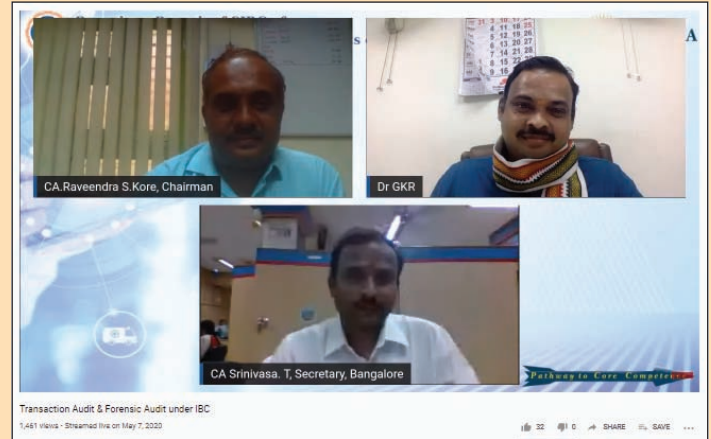 A
CA.Raveendra S.Kore, Chairman
Dr GKR
CA Srinivasa. T, Secretary, Bangalore
Pathway to Core Competence
Transaction Audit & Forensic Audit under IBC
1,461 views • Streamed live on May 7, 2020
32 0 SHARE SAVE ...